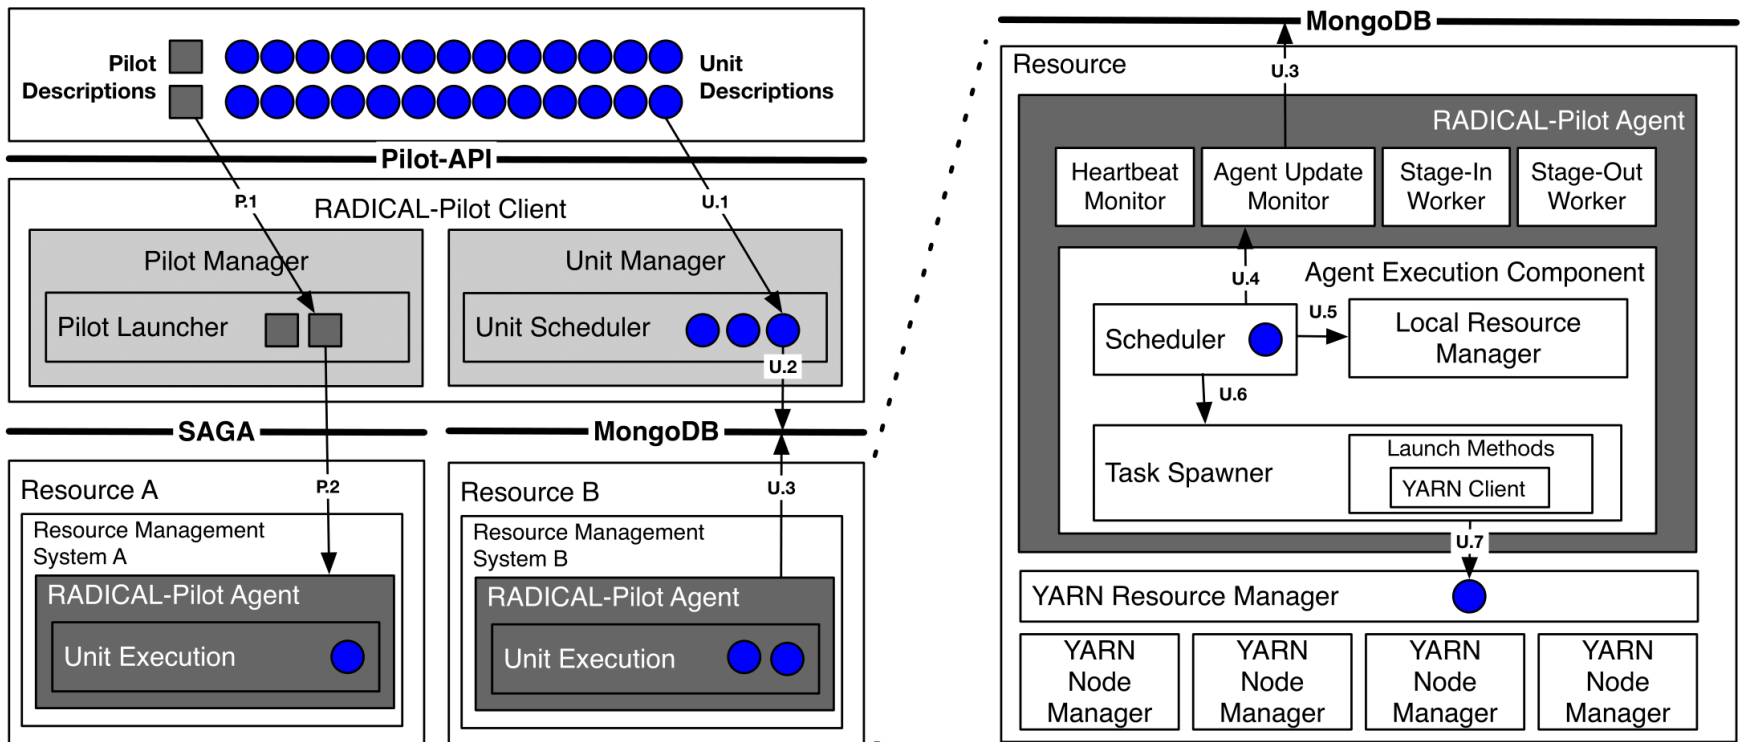 Pilot
Descriptions
Unit
Descriptions
Pilot-API
P.1
U.1
RADICAL-Pilot Client
Pilot Manager
Pilot Launcher
Unit Manager
Unit Scheduler
U.2
SAGA
MongoDB
P.2
U.3
Resource A
Resource Management
System A
RADICAL-Pilot Agent
Unit Execution
Resource B
Resource Management
System B
RADICAL-Pilot Agent
Unit Execution
MongoDB
Resource
U.3
RADICAL-Pilot Agent
Heartbeat
Monitor
Agent Update
Monitor
Stage-In
Worker
Stage-Out
Worker
Agent Execution Component
U.4
Scheduler
U.5
Local Resource
Manager
U.6
Task Spawner
Launch Methods
YARN Client
U.7
YARN Resource Manager
YARN
Node
Manager
YARN
Node
Manager
YARN
Node
Manager
YARN
Node
Manager